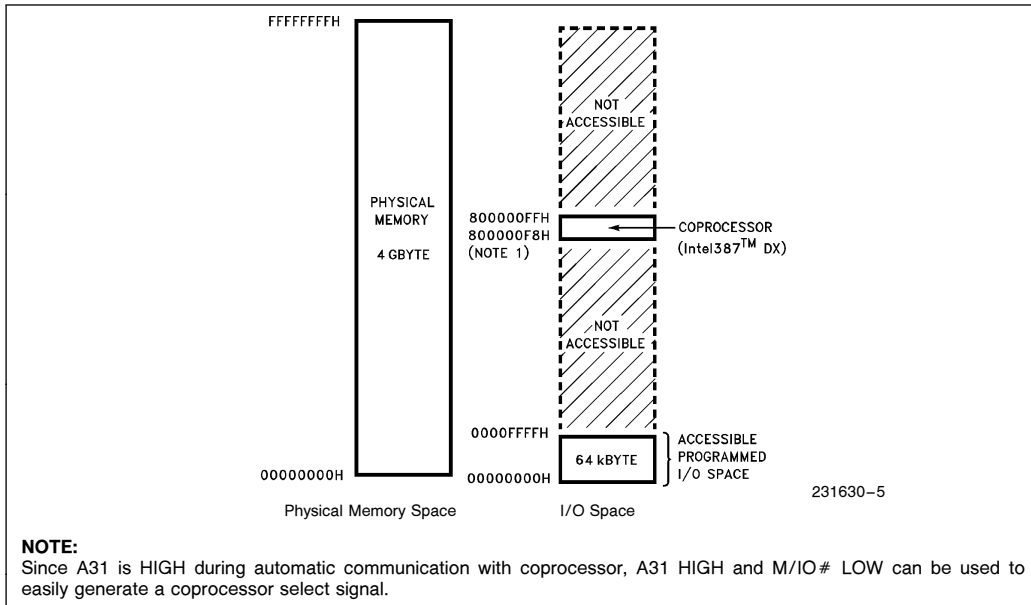 FFFFFFFFH
PHYSICAL
MEMORY
4 GBYTE
00000000H
Physical Memory Space
NOT
ACCESSIBLE
800000FFH
800000F8H
(NOTE 1)
COPROCESSOR
(Intel387™ DX)
NOT
ACCESSIBLE
0000FFFFH
64 kBYTE
00000000H
ACCESSIBLE
PROGRAMMED
I/O SPACE
I/O Space
231630–5
NOTE:
Since A31 is HIGH during automatic communication with coprocessor, A31 HIGH and M/IO# LOW can be used to
easily generate a coprocessor select signal.